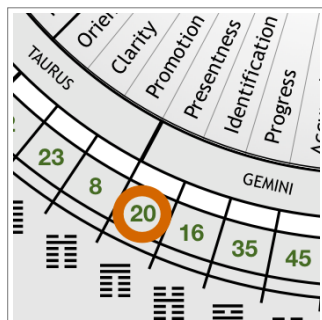 Clarity
Promotion
Presentness
Identification
Progress
TAURUS
GEMINI
23
8
20
16
35
45